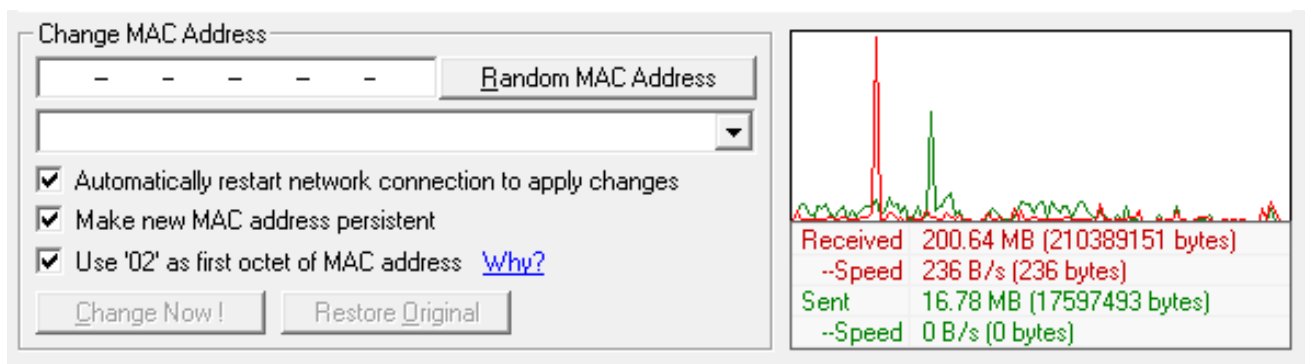 Change MAC Address
- - - - -
Random MAC Address
Automatically restart network connection to apply changes
Make new MAC address persistent
Use '02' as first octet of MAC address Why?
Change Now !
Restore Original
Received 200.64 MB (210389151 bytes)
--Speed 236 B/s (236 bytes)
Sent 16.78 MB (17597493 bytes)
--Speed 0 B/s (0 bytes)